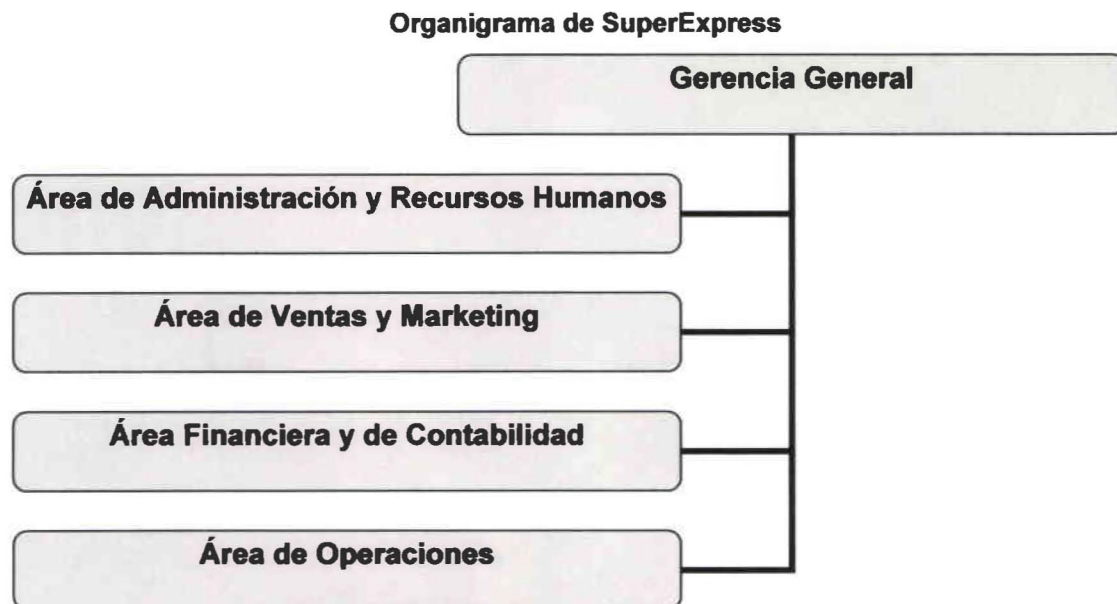 Organigrama de SuperExpress
Gerencia General
Área de Administración y Recursos Humanos
Área de Ventas y Marketing
Área Financiera y de Contabilidad
Área de Operaciones